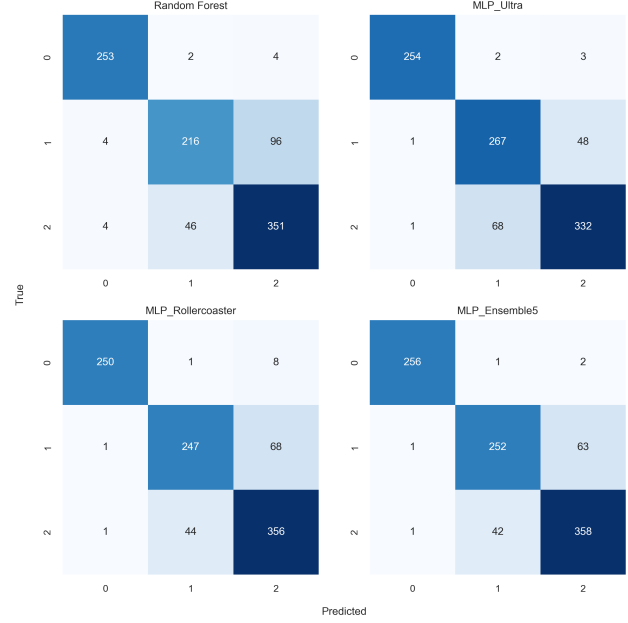 Random Forest
MLP_Ultra
0 253 2 4
0 254 2 3
1 4 216 96
1 1 267 48
2 4 46 351
2 1 68 332
0 1 2
0 1 2
True
MLP_Rollercoaster
MLP_Ensemble5
0 250 1 8
0 256 1 2
1 1 247 68
1 1 252 63
2 1 44 356
2 1 42 358
0 1 2
0 1 2
Predicted